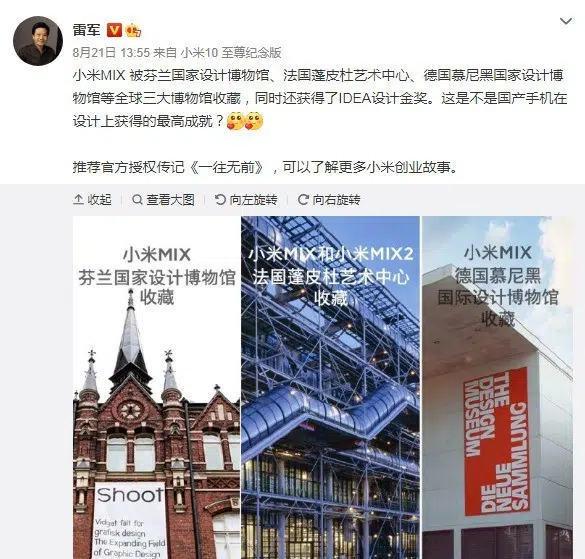 雷军
8月21日 13:55 来自 小米10 至尊纪念版
小米MIX 被芬兰国家设计博物馆、法国蓬皮杜艺术中心、德国慕尼黑国家设计博
物馆等全球三大博物馆收藏，同时还获得了IDEA设计金奖。这是不是国产手机在
设计上获得的最高成就？
推荐官方授权传记《一往无前》，可以了解更多小米创业故事。
收起 查看大图 向左旋转 向右旋转
小米MIX
芬兰国家设计博物馆
收藏
小米MIX和小米MIX2
法国蓬皮杜艺术中心
收藏
小米MIX
德国慕尼黑
国际设计博物馆
收藏
Shoot
Vidget fält för
grafisk design
The Expanding Field
of Graphic Design
THE
DESIGN
MUSEUM
DIE
NEUE
SAMMLUNG